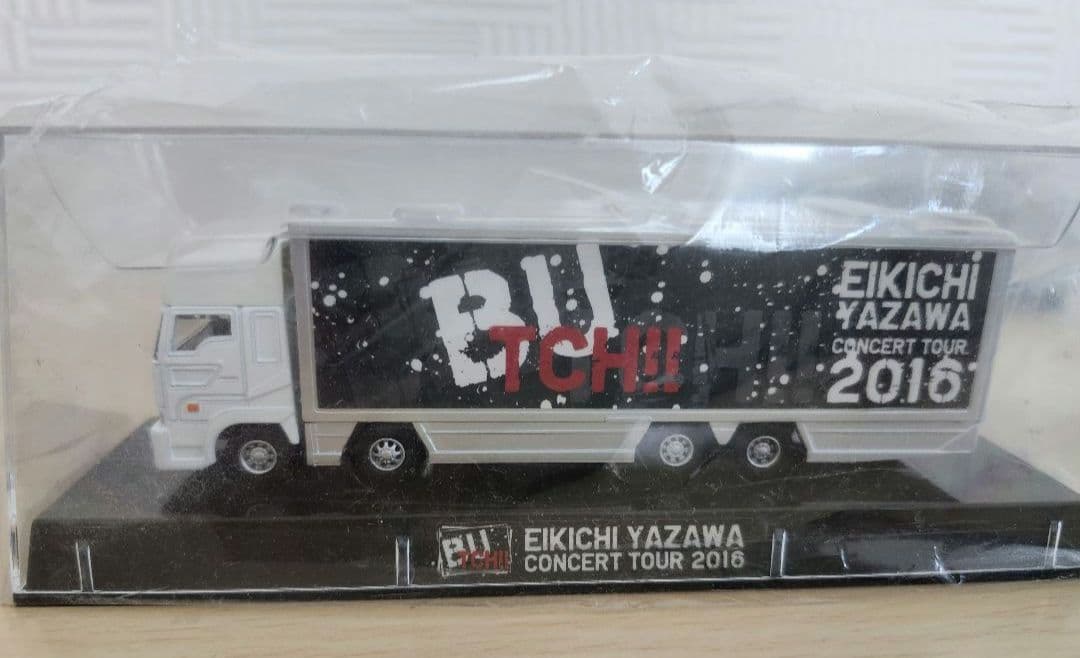 BU
TCH!!
EIKICHI
YAZAWA
CONCERT TOUR
2016
BU
TCH!!
EIKICHI YAZAWA
CONCERT TOUR 2016